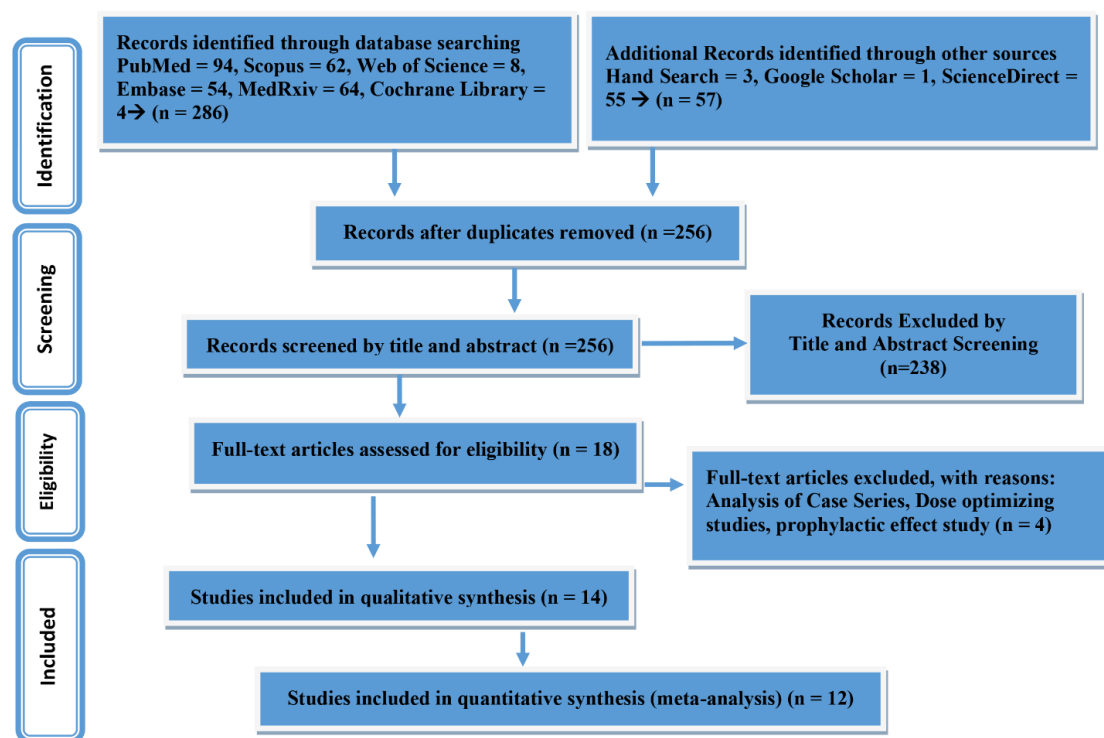 Identification
Records identified through database searching
PubMed = 94, Scopus = 62, Web of Science = 8,
Embase = 54, MedRxiv = 64, Cochrane Library =
4→ (n = 286)
Additional Records identified through other sources
Hand Search = 3, Google Scholar = 1, ScienceDirect =
55 → (n = 57)
Records after duplicates removed (n =256)
Screening
Records screened by title and abstract (n =256)
Records Excluded by
Title and Abstract Screening
(n=238)
Eligibility
Full-text articles assessed for eligibility (n = 18)
Full-text articles excluded, with reasons:
Analysis of Case Series, Dose optimizing
studies, prophylactic effect study (n = 4)
Included
Studies included in qualitative synthesis (n = 14)
Studies included in quantitative synthesis (meta-analysis) (n = 12)